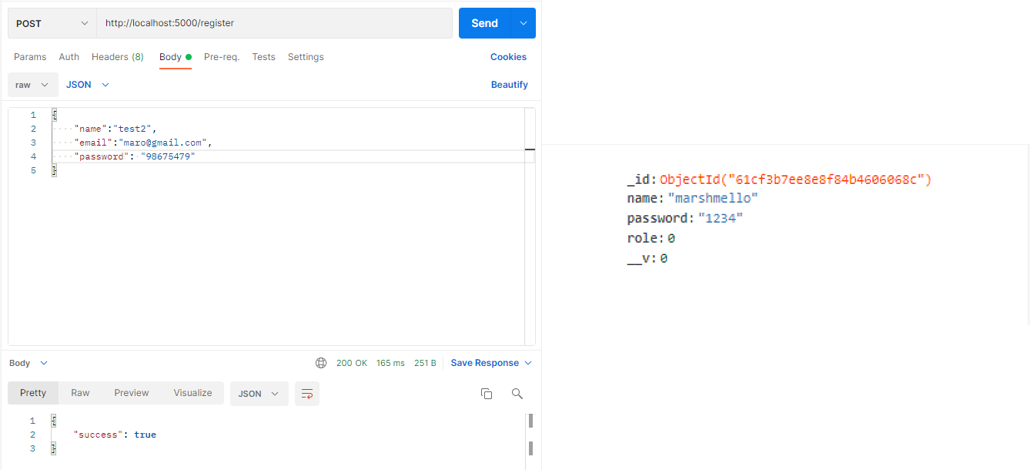 POST http://localhost:5000/register Send
Params Auth Headers (8) Body Pre-req. Tests Settings Cookies
raw JSON Beautify
1 {
2 "name":"test2",
3 "email":"maro@gmail.com",
4 "password": "98675479"
5 }
Body 200 OK 165 ms 251 B Save Response
Pretty Raw Preview Visualize JSON
1 {
2 "success": true
3 }
_id: ObjectId("61cf3b7ee8e8f84b4606068c")
name: "marshmello"
password: "1234"
role: 0
__v: 0